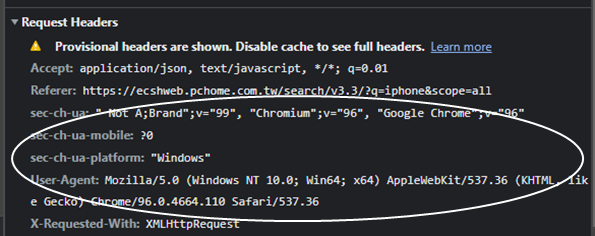 Request Headers
Provisional headers are shown. Disable cache to see full headers. Learn more
Accept: application/json, text/javascript, */*; q=0.01
Referer: https://ecshweb.pchome.com.tw/search/v3.3/?q=iphone&scope=all
sec-ch-ua: " Not A;Brand";v="99", "Chromium";v="96", "Google Chrome";v="96"
sec-ch-ua-mobile: ?0
sec-ch-ua-platform: "Windows"
User-Agent: Mozilla/5.0 (Windows NT 10.0; Win64; x64) AppleWebKit/537.36 (KHTML, lik
e Gecko) Chrome/96.0.4664.110 Safari/537.36
X-Requested-With: XMLHttpRequest